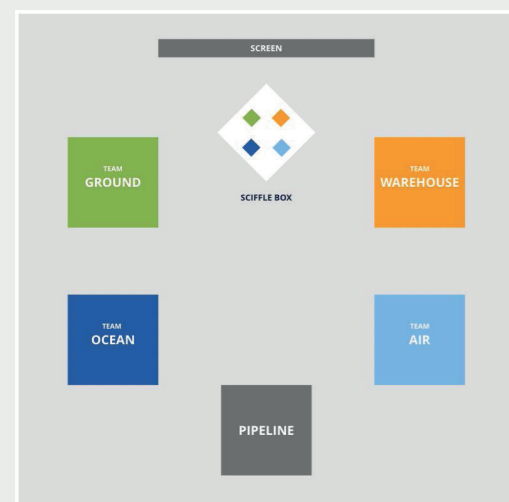 SCREEN
SCIFFLE BOX
TEAM
GROUND
TEAM
WAREHOUSE
TEAM
OCEAN
TEAM
AIR
PIPELINE